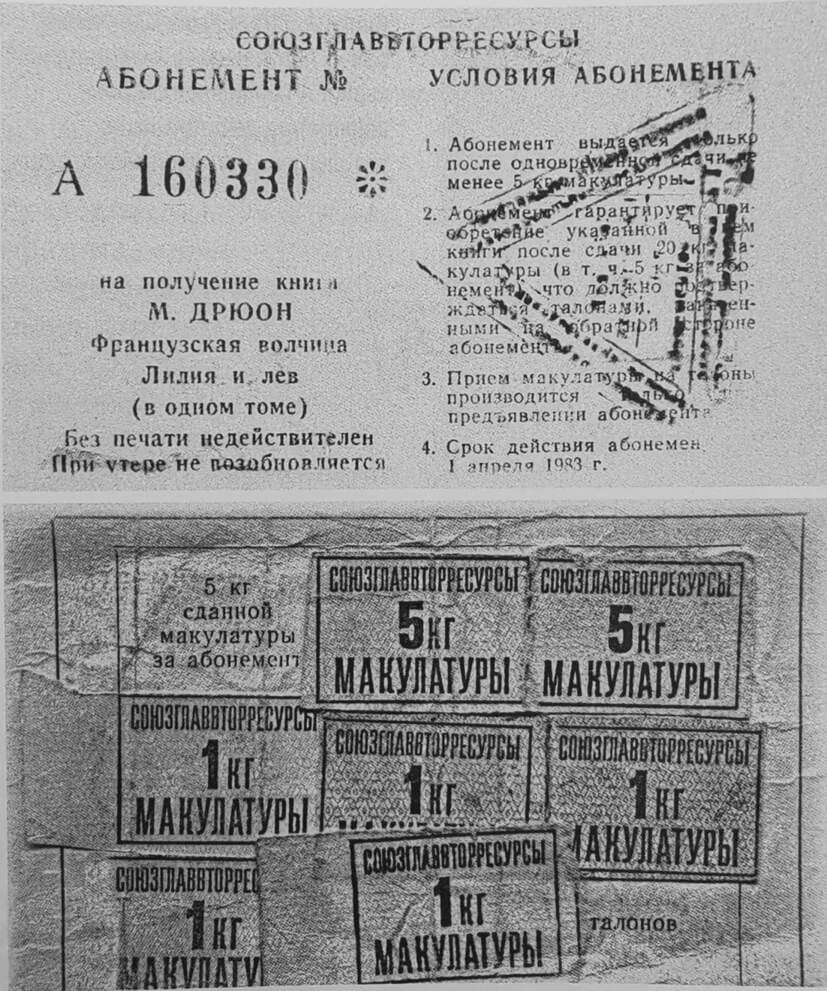 СОЮЗГЛАВВТОРРЕСУРСЫ
АБОНЕМЕНТ №
А 160330
на получение книги
М. ДРЮОН
Французская волчица
Лилия и лев
(в одном томе)
Без печати недействителен
При утере не возобновляется
УСЛОВИЯ АБОНЕМЕНТА
1. Абонемент выдается только
после одновременной сдачи не
менее 5 кг макулатуры.
2. Абонемент гарантирует при-
обретение указанной в нем
книги после сдачи 20 кг ма-
кулатуры (в т. ч. 5 кг за або-
немент), что должно подтвер-
ждаться талонами,
ными на обратной стороне
абонемента.
3. Прием макулатуры на талоны
производится только
предъявлении абонемента
4. Срок действия абонемен
1 апреля 1983 г.
5 кг
сданной
макулатуры
за абонемент
СОЮЗГЛАВВТОРРЕСУРСЫ
5 кг
МАКУЛАТУРЫ
СОЮЗГЛАВВТОРРЕСУРСЫ
5 кг
МАКУЛАТУРЫ
СОЮЗГЛАВВТОРРЕСУРСЫ
1 кг
МАКУЛАТУРЫ
СОЮЗГЛАВВТОРРЕСУРСЫ
1 кг
СОЮЗГЛАВВТОРРЕСУРСЫ
1 кг
МАКУЛАТУРЫ
СОЮЗГЛАВВТОРРЕС
1 кг
МАКУЛАТУ
СОЮЗГЛАВВТОРРЕСУРСЫ
1 кг
МАКУЛАТУРЫ
талонов